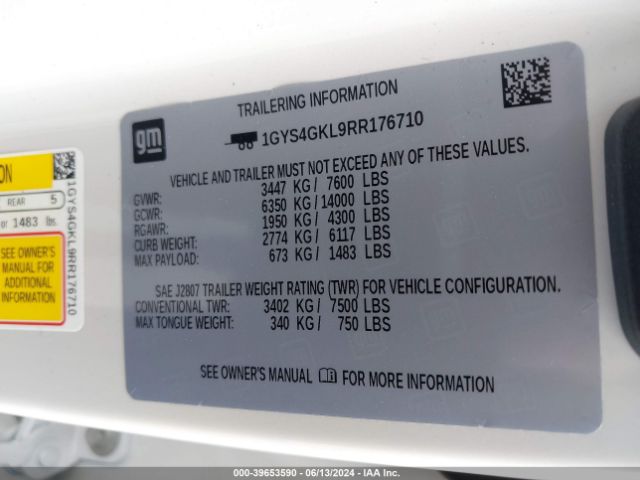 TRAILERING INFORMATION
gm
1GYS4GKL9RR176710
VEHICLE AND TRAILER MUST NOT EXCEED ANY OF THESE VALUES.
GVWR: 3447 KG / 7600 LBS
GCWR: 6350 KG / 14000 LBS
RGAWR: 1950 KG / 4300 LBS
CURB WEIGHT: 2774 KG / 6117 LBS
MAX PAYLOAD: 673 KG / 1483 LBS
SAE J2807 TRAILER WEIGHT RATING (TWR) FOR VEHICLE CONFIGURATION.
CONVENTIONAL TWR: 3402 KG / 7500 LBS
MAX TONGUE WEIGHT: 340 KG / 750 LBS
SEE OWNER'S MANUAL FOR MORE INFORMATION
ON
REAR 5
or 1483 lbs.
SEE OWNER'S
MANUAL FOR
ADDITIONAL
INFORMATION
1GYS4GKL9RR176710
000-39653590 - 06/13/2024 - IAA Inc.